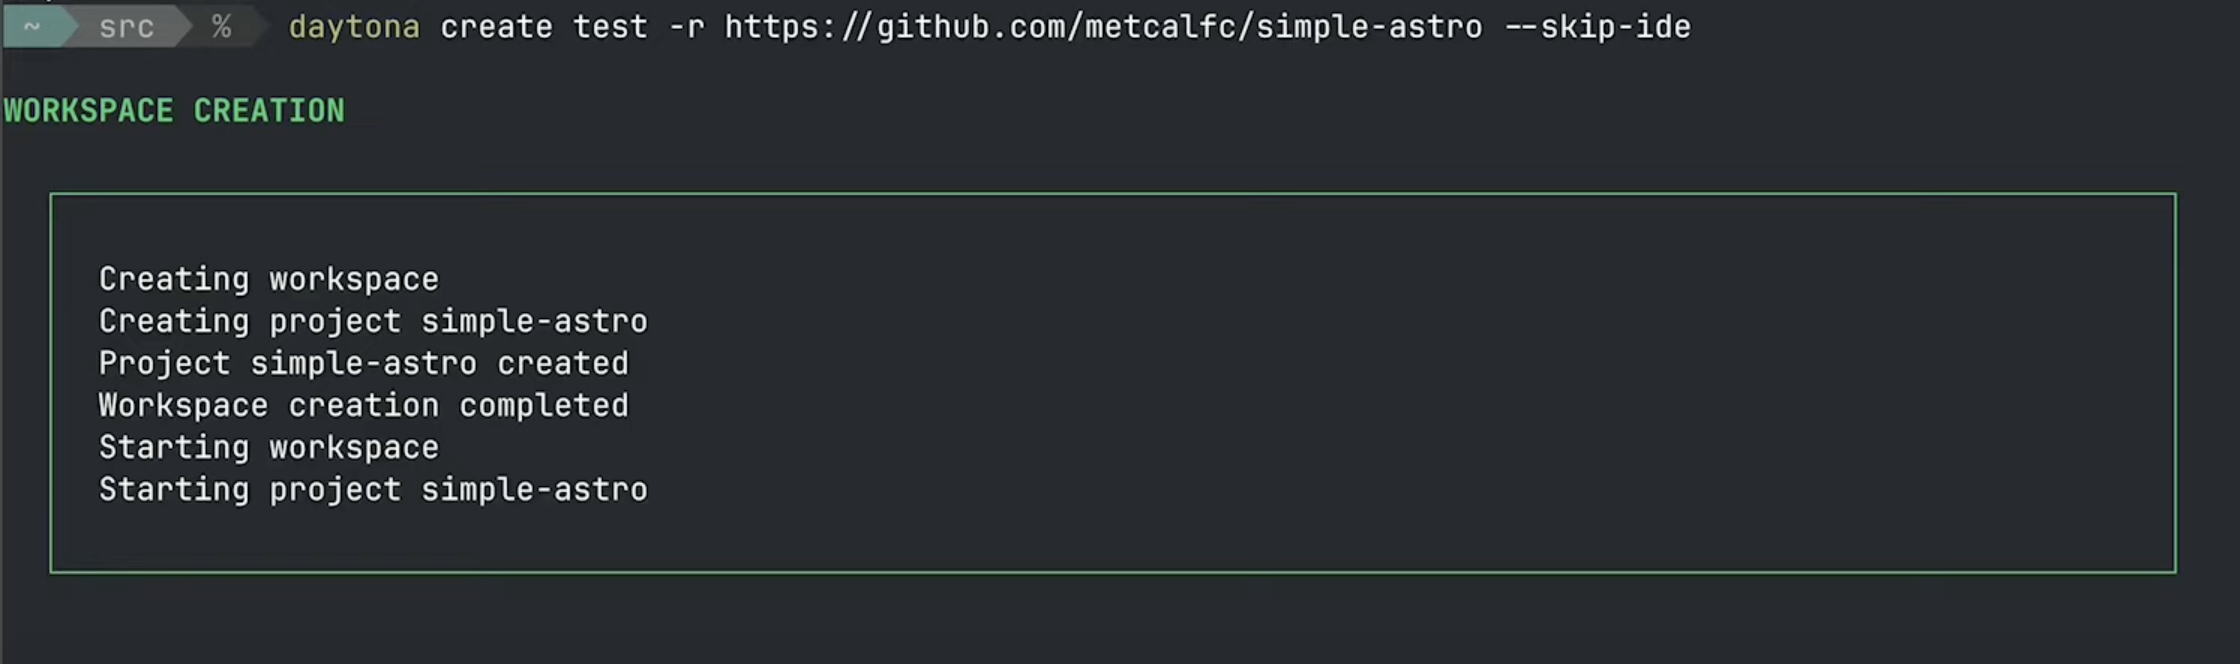 ~ src % daytona create test -r https://github.com/metcalfc/simple-astro --skip-ide
WORKSPACE CREATION
Creating workspace
Creating project simple-astro
Project simple-astro created
Workspace creation completed
Starting workspace
Starting project simple-astro